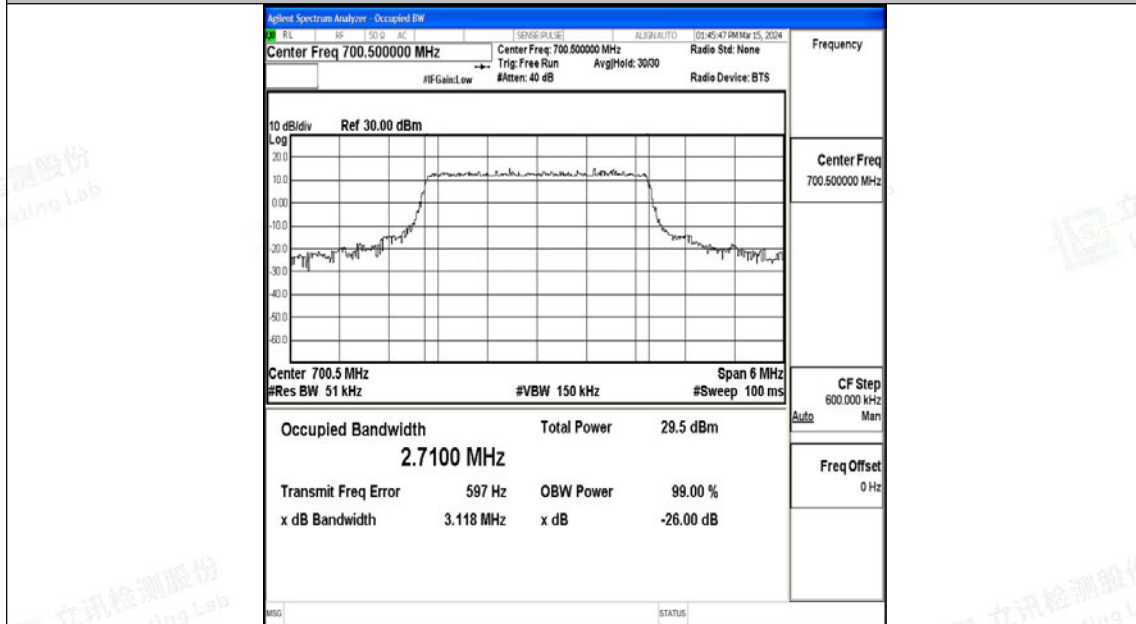 Agilent Spectrum Analyzer - Occupied BW
RL RF 50 Ω AC SENSE:PULSE ALIGNAUTO 01:45:47 PM Mar 15, 2024
Center Freq 700.500000 MHz
Center Freq: 700.500000 MHz
Radio Std: None
Trig: Free Run
Avg|Hold: 30/30
#IFGain:Low
#Atten: 40 dB
Radio Device: BTS
Frequency
10 dB/div
Ref 30.00 dBm
Log
20.0
10.0
0.00
-10.0
-20.0
-30.0
-40.0
-50.0
-60.0
Center 700.5 MHz
Span 6 MHz
#Res BW 51 kHz
#VBW 150 kHz
#Sweep 100 ms
Center Freq
700.500000 MHz
CF Step
600.000 kHz
Auto Man
Freq Offset
0 Hz
Occupied Bandwidth
2.7100 MHz
Total Power
29.5 dBm
Transmit Freq Error
597 Hz
OBW Power
99.00 %
x dB Bandwidth
3.118 MHz
x dB
-26.00 dB
MSG
STATUS
立讯检测股份